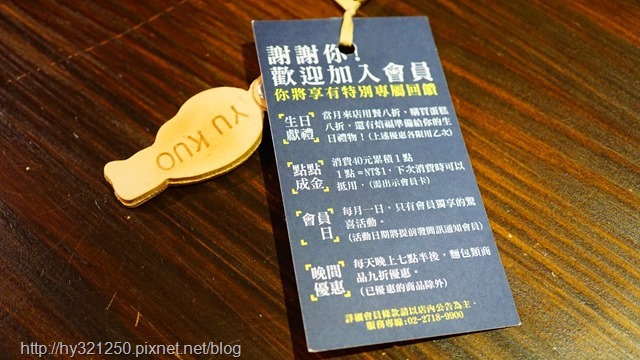 謝謝你!
歡迎加入會員
你將享有特別專屬回饋
生日獻禮
當月來店用餐八折，購買蛋糕
八折，還有焙福準備給你的生
日禮物！(上述優惠各限用乙次)
點點成金
消費40元累積1點
1點=NT$1，下次消費時可以
抵用。(需出示會員卡)
會員日
每月一日，只有會員獨享的驚
喜活動。
(活動日期將提前發簡訊通知會員)
晚間優惠
每天晚上七點半後，麵包類商
品九折優惠。
(已優惠的商品除外)
詳細會員條款請以店內公告為主。
服務專線:02-2718-9900
YU KUO
http://hy321250.pixnet.net/blog